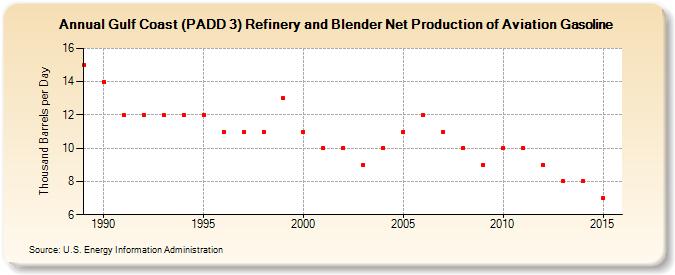 Annual Gulf Coast (PADD 3) Refinery and Blender Net Production of Aviation Gasoline
Thousand Barrels per Day
16
14
12
10
8
6
1990 1995 2000 2005 2010 2015
Source: U.S. Energy Information Administration